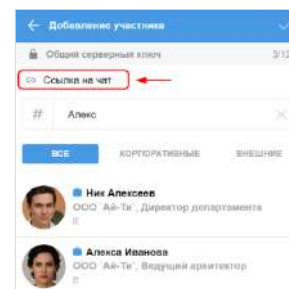 Добавление участника
Общий серверный ключ 3/12
Ссылка на чат
# Алекс
ВСЕ КОРПОРАТИВНЫЕ ВНЕШНИЕ
Ник Алексеев
ООО "Ай-Ти", Директор департамента
Алекса Иванова
ООО "Ай-Ти", Ведущий архитектор